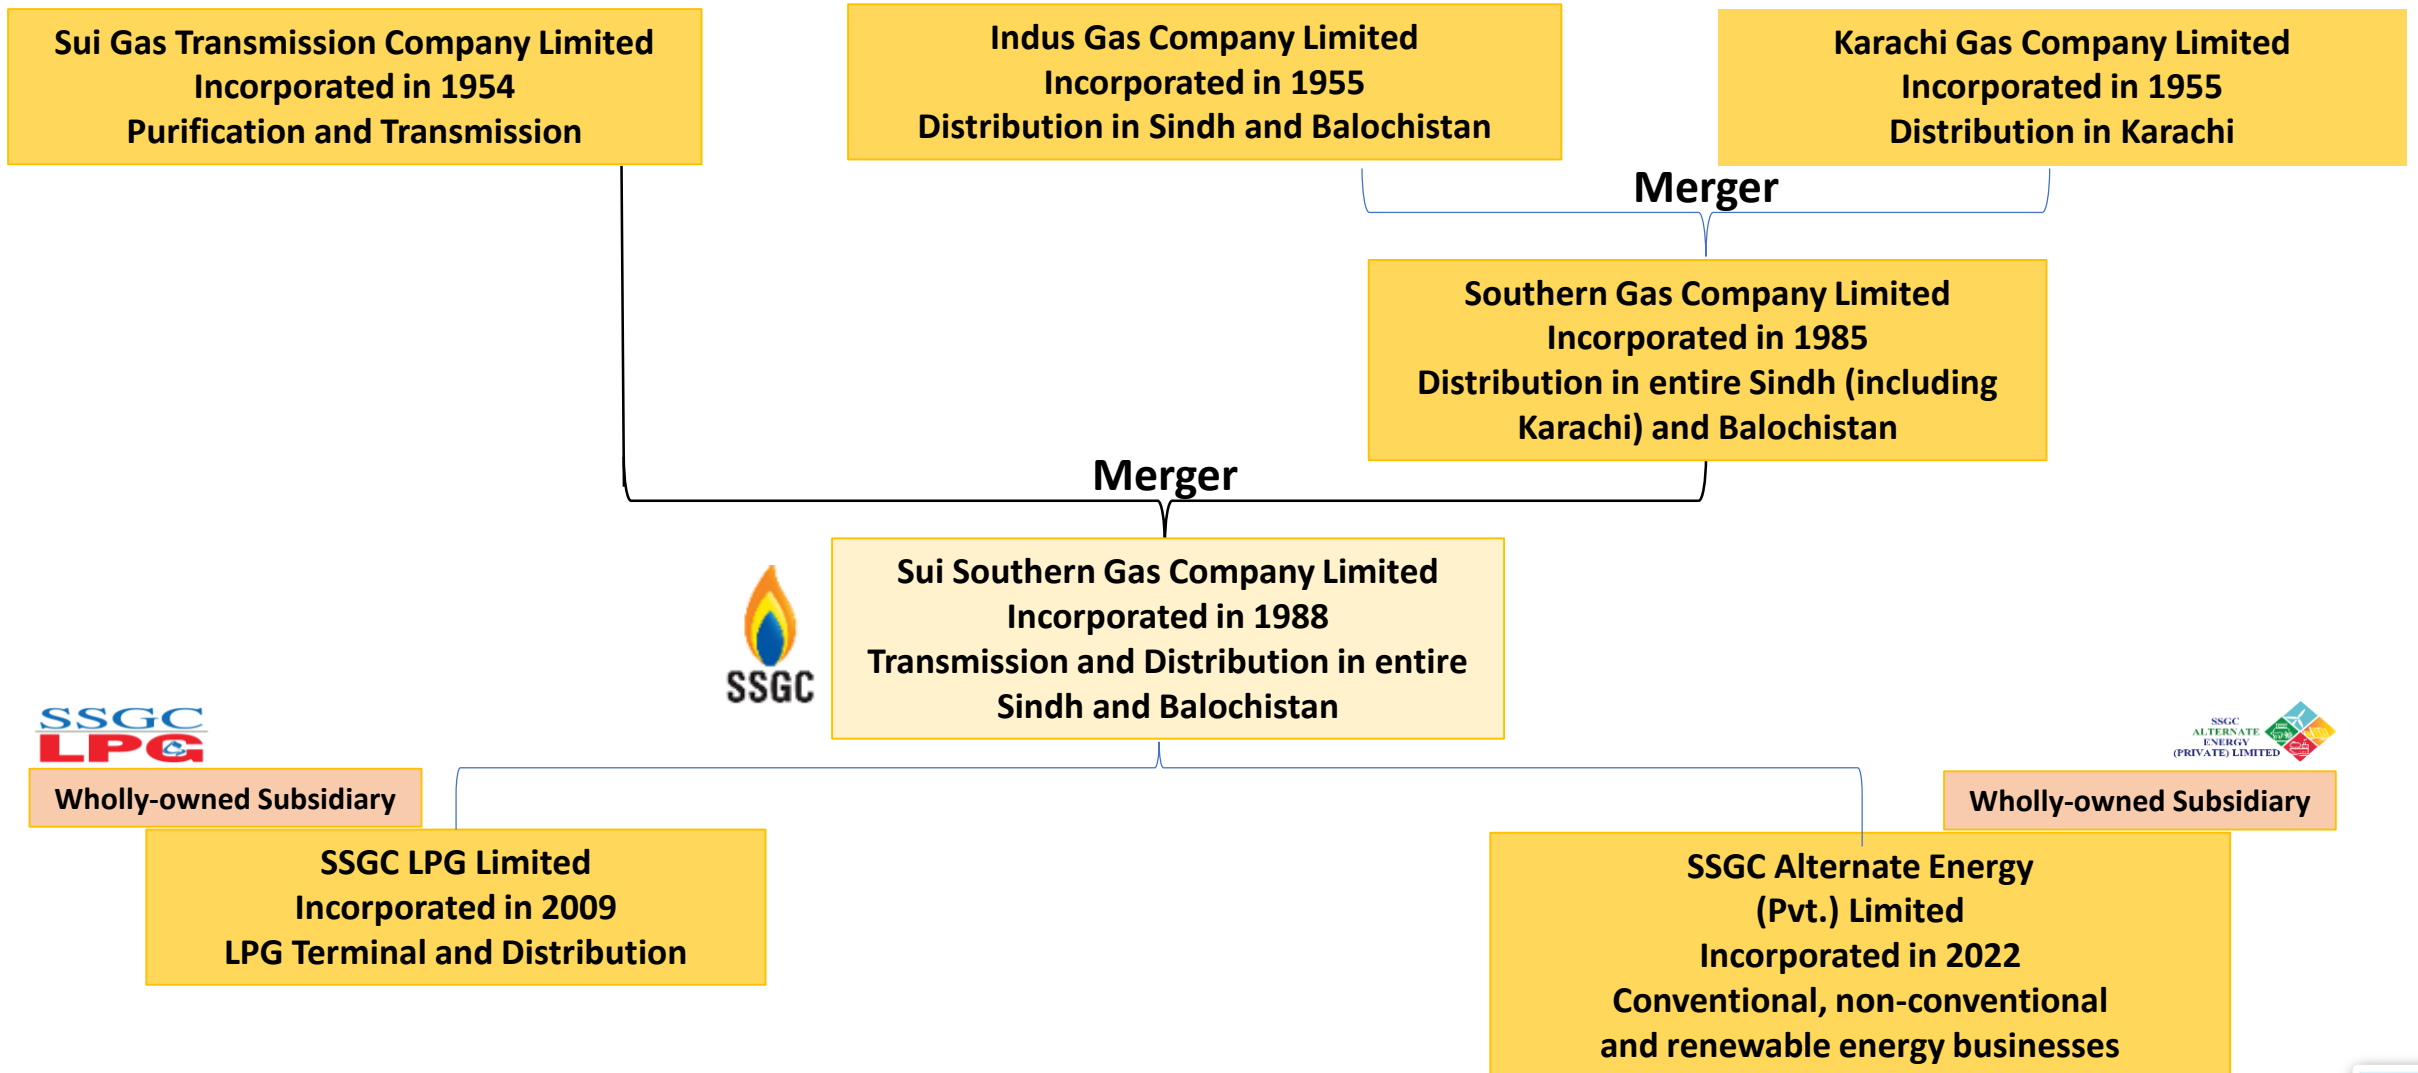 Sui Gas Transmission Company Limited
Incorporated in 1954
Purification and Transmission
Indus Gas Company Limited
Incorporated in 1955
Distribution in Sindh and Balochistan
Karachi Gas Company Limited
Incorporated in 1955
Distribution in Karachi
Merger
Southern Gas Company Limited
Incorporated in 1985
Distribution in entire Sindh (including
Karachi) and Balochistan
Merger
Sui Southern Gas Company Limited
Incorporated in 1988
Transmission and Distribution in entire
Sindh and Balochistan
SSGC
SSGC
LPG
Wholly-owned Subsidiary
SSGC LPG Limited
Incorporated in 2009
LPG Terminal and Distribution
SSGC
ALTERNATE
ENERGY
(PRIVATE) LIMITED
Wholly-owned Subsidiary
SSGC Alternate Energy
(Pvt.) Limited
Incorporated in 2022
Conventional, non-conventional
and renewable energy businesses